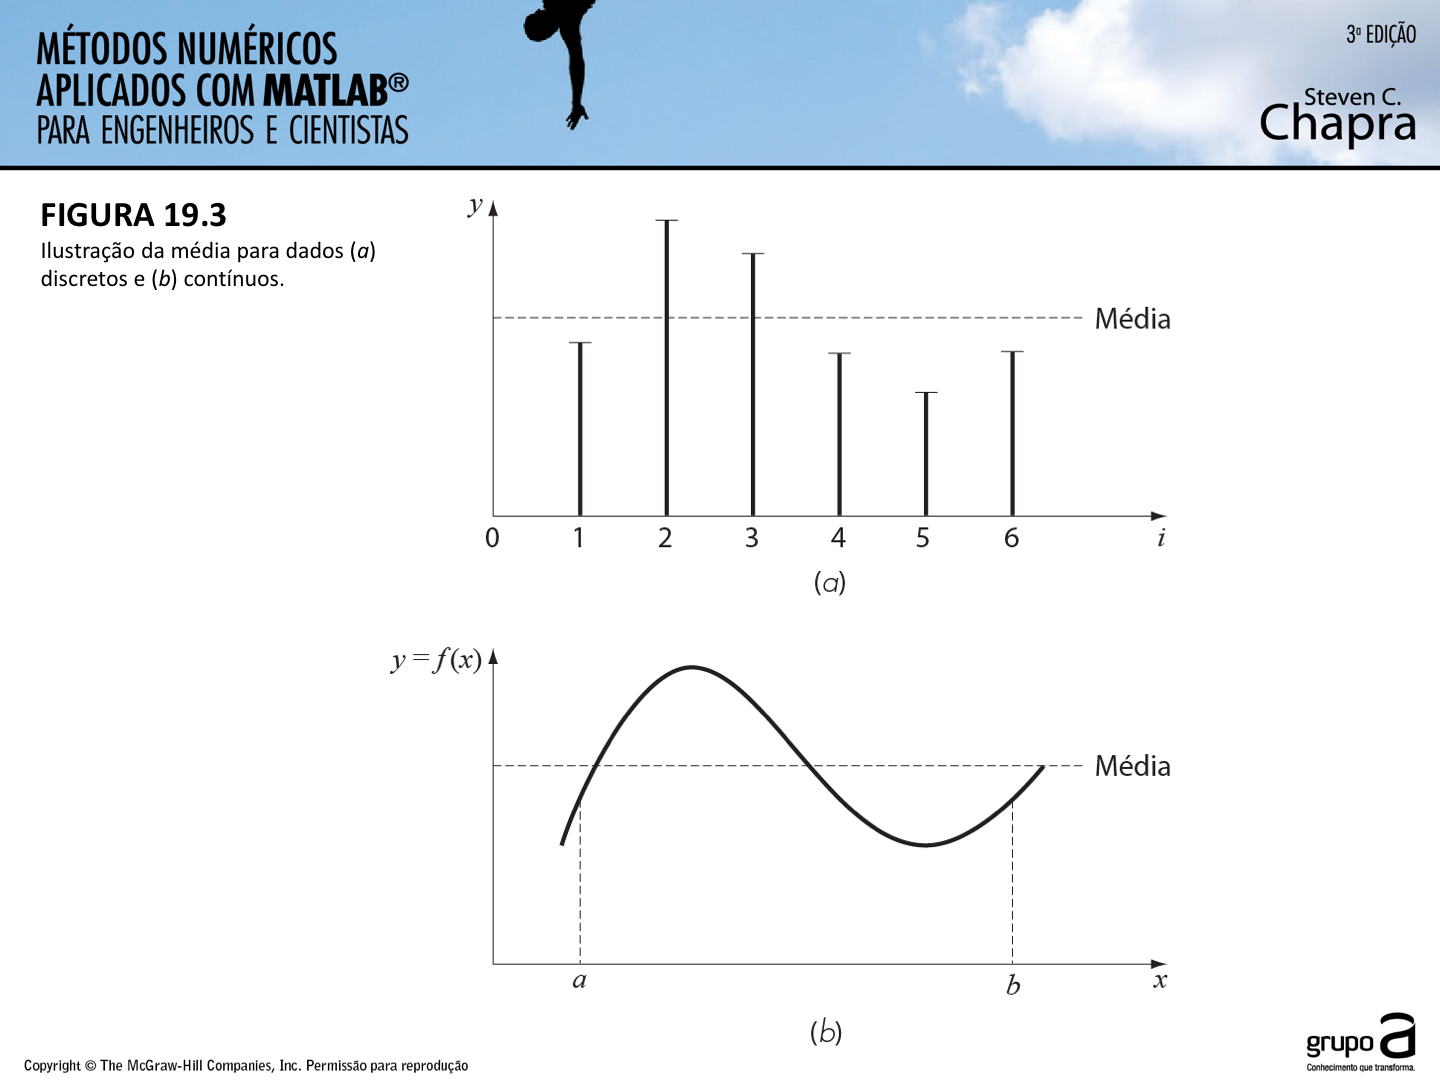 MÉTODOS NUMÉRICOS
APLICADOS COM MATLAB®
PARA ENGENHEIROS E CIENTISTAS
3ª EDIÇÃO
Steven C.
Chapra
FIGURA 19.3
Ilustração da média para dados (a)
discretos e (b) contínuos.
y
Média
0 1 2 3 4 5 6 i
(a)
y = f(x)
Média
a b x
(b)
grupo a
Conhecimento que transforma.
Copyright © The McGraw-Hill Companies, Inc. Permissão para reprodução